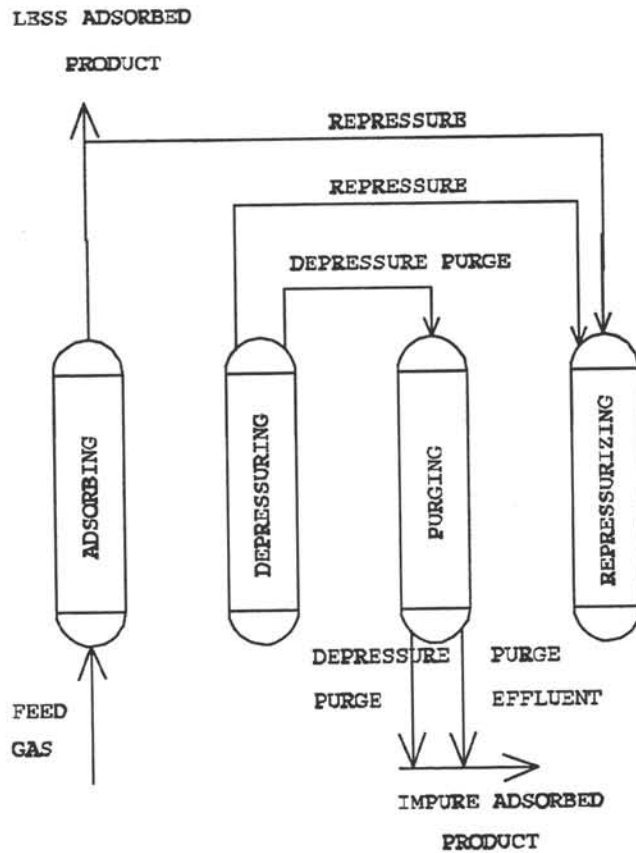 LESS ADSORBED
PRODUCT
REPRESSURE
REPRESSURE
DEPRESSURE PURGE
ADSORBING
DEPRESSURING
PURGING
REPRESSURIZING
DEPRESSURE PURGE
PURGE EFFLUENT
FEED
GAS
IMPURE ADSORBED
PRODUCT